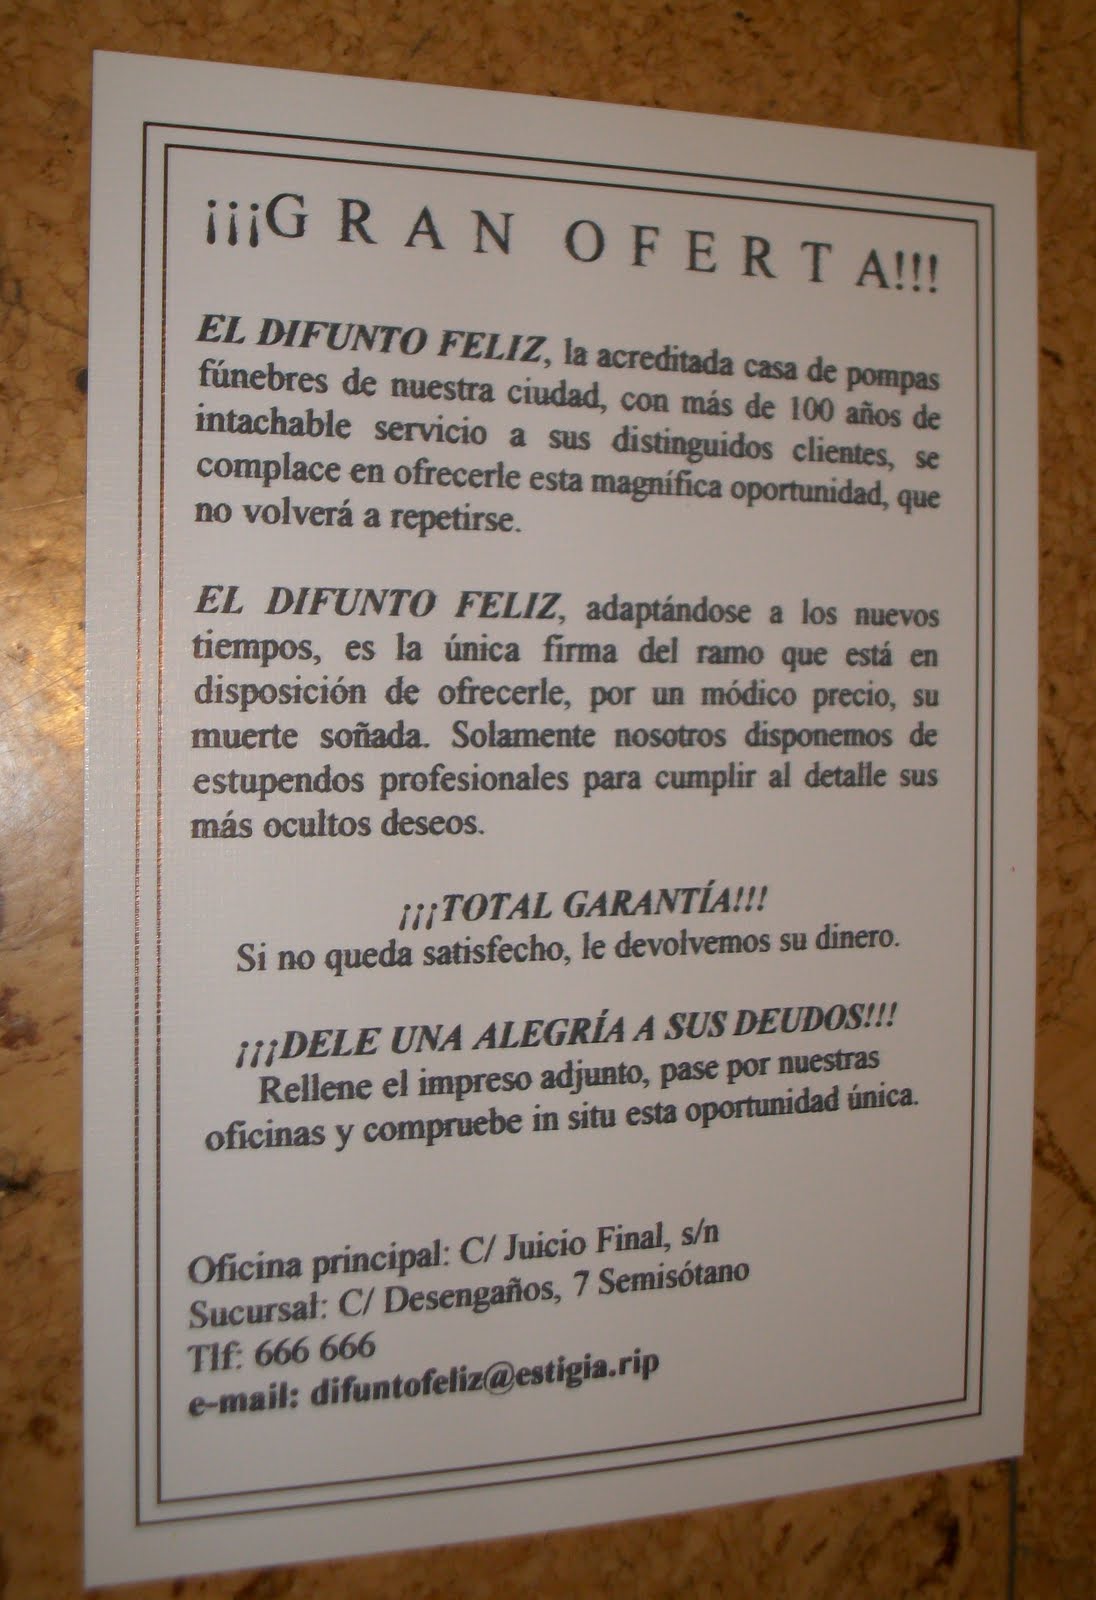 ¡¡¡GRAN OFERTA!!!
EL DIFUNTO FELIZ, la acreditada casa de pompas
fúnebres de nuestra ciudad, con más de 100 años de
intachable servicio a sus distinguidos clientes, se
complace en ofrecerle esta magnífica oportunidad, que
no volverá a repetirse.
EL DIFUNTO FELIZ, adaptándose a los nuevos
tiempos, es la única firma del ramo que está en
disposición de ofrecerle, por un módico precio, su
muerte soñada. Solamente nosotros disponemos de
estupendos profesionales para cumplir al detalle sus
más ocultos deseos.
¡¡¡TOTAL GARANTÍA!!!
Si no queda satisfecho, le devolvemos su dinero.
¡¡¡DELE UNA ALEGRÍA A SUS DEUDOS!!!
Rellene el impreso adjunto, pase por nuestras
oficinas y compruebe in situ esta oportunidad única.
Oficina principal: C/ Juicio Final, s/n
Sucursal: C/ Desengaños, 7 Semisótano
Tlf: 666 666
e-mail: difuntofeliz@estigia.rip